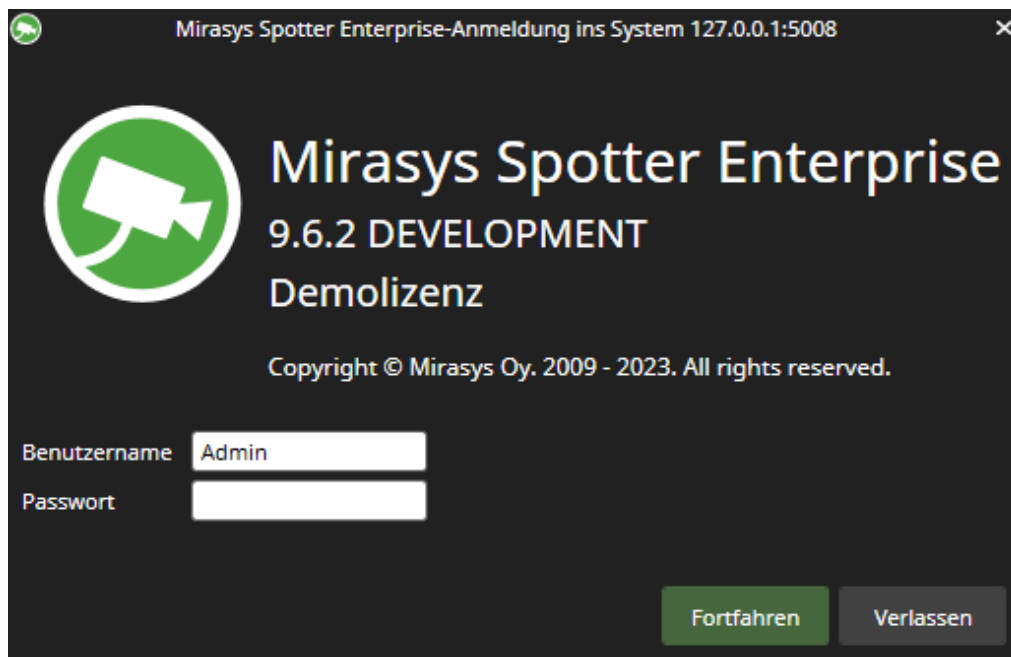 Mirasys Spotter Enterprise-Anmeldung ins System 127.0.0.1:5008
Mirasys Spotter Enterprise
9.6.2 DEVELOPMENT
Demolizenz
Copyright © Mirasys Oy. 2009 - 2023. All rights reserved.
Benutzername Admin
Passwort
Fortfahren Verlassen